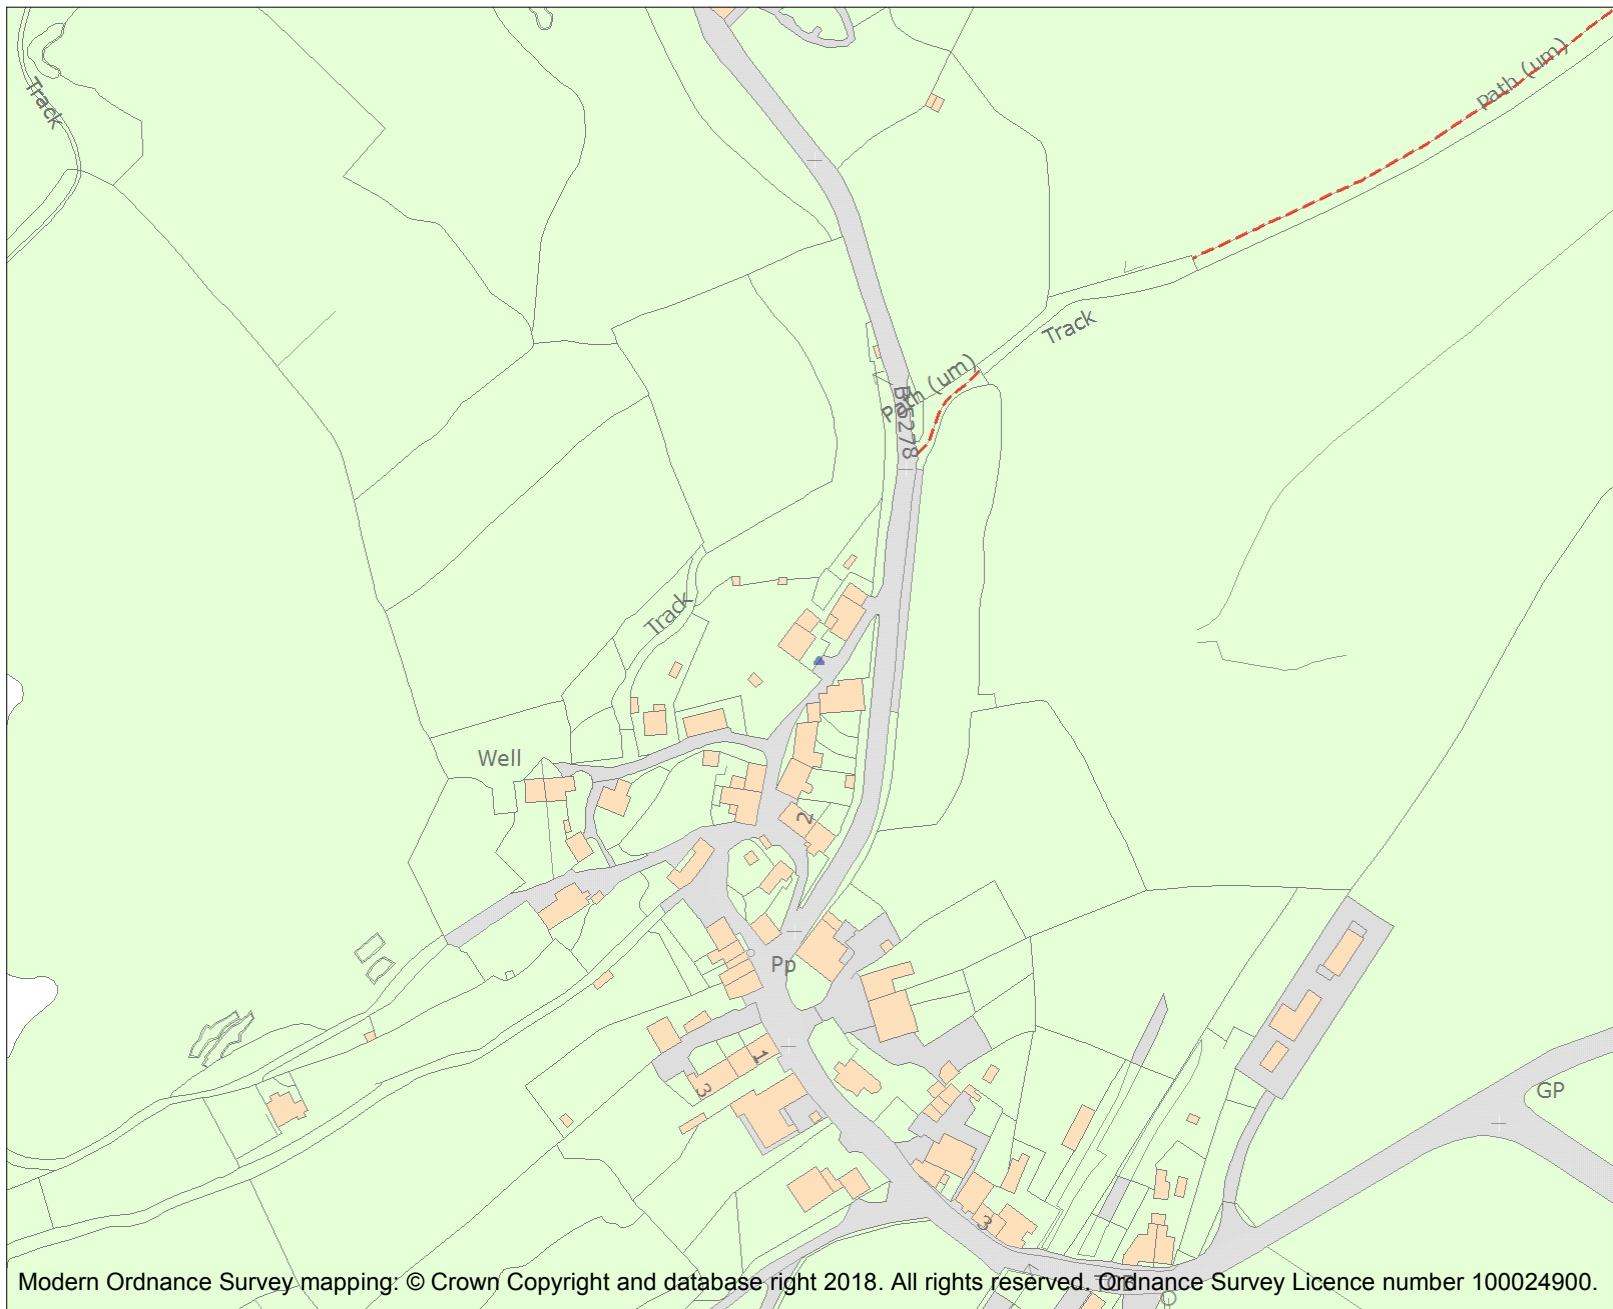 Track
Path (um)
Track
Path (um)
B5278
Track
Well
2
Pp
1
3
GP
3
Modern Ordnance Survey mapping: © Crown Copyright and database right 2018. All rights reserved. Ordnance Survey Licence number 100024900.